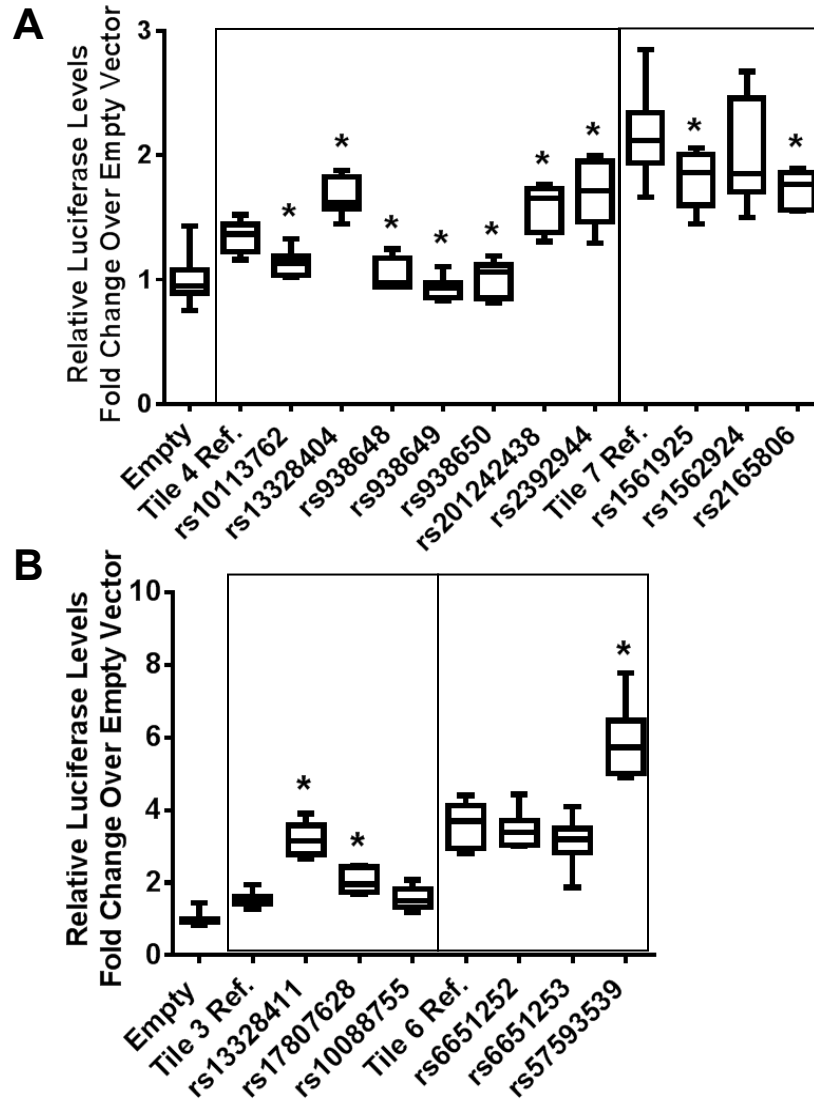 A
Relative Luciferase Levels
Fold Change Over Empty Vector
3
2
1
0
* * * * * * * * *
Empty
Tile 4 Ref.
rs10113762
rs13328404
rs938648
rs938649
rs938650
rs201242438
rs2392944
Tile 7 Ref.
rs1561925
rs1562924
rs2165806
B
Relative Luciferase Levels
Fold Change Over Empty Vector
10
8
6
4
2
0
* * *
Empty
Tile 3 Ref.
rs13328411
rs17807628
rs10088755
Tile 6 Ref.
rs6651252
rs6651253
rs57593539